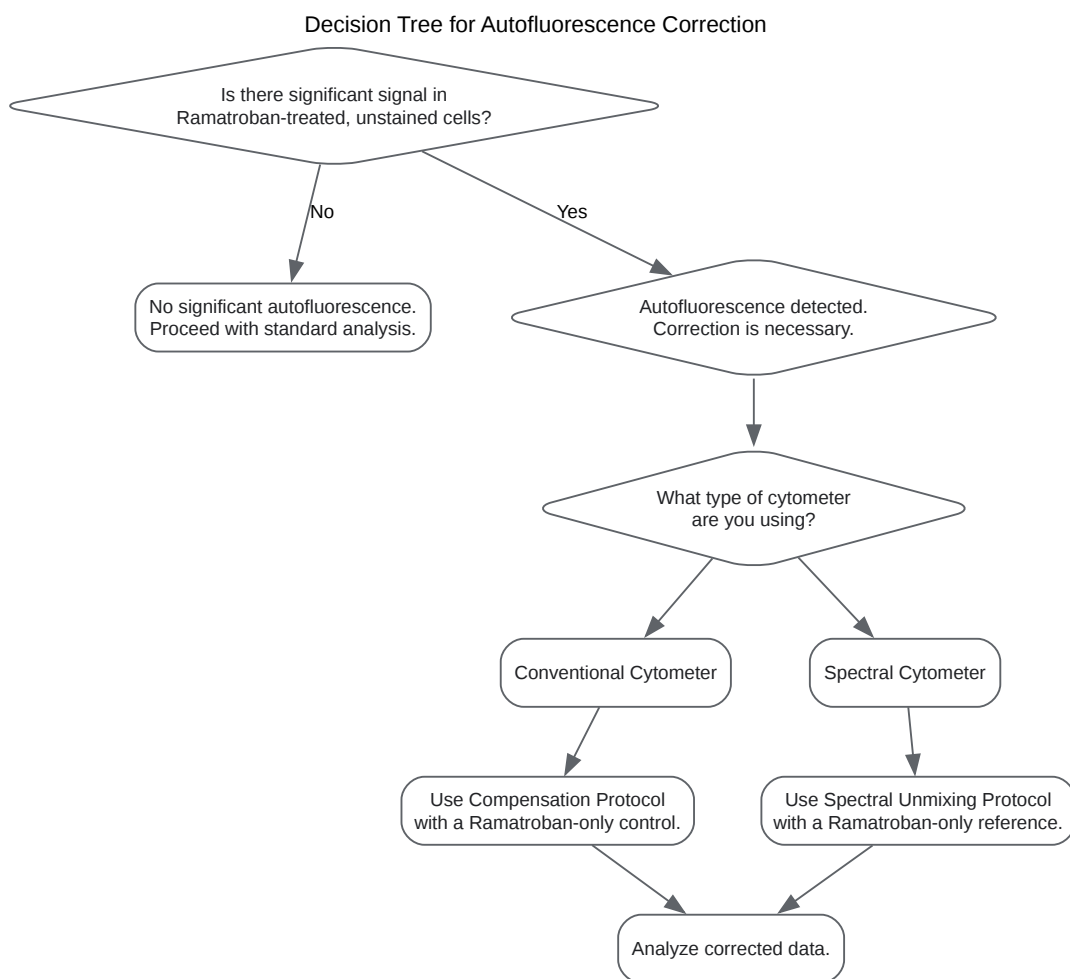 Decision Tree for Autofluorescence Correction
Is there significant signal in
Ramatroban-treated, unstained cells?
No
Yes
No significant autofluorescence.
Proceed with standard analysis.
Autofluorescence detected.
Correction is necessary.
What type of cytometer
are you using?
Conventional Cytometer
Spectral Cytometer
Use Compensation Protocol
with a Ramatroban-only control.
Use Spectral Unmixing Protocol
with a Ramatroban-only reference.
Analyze corrected data.